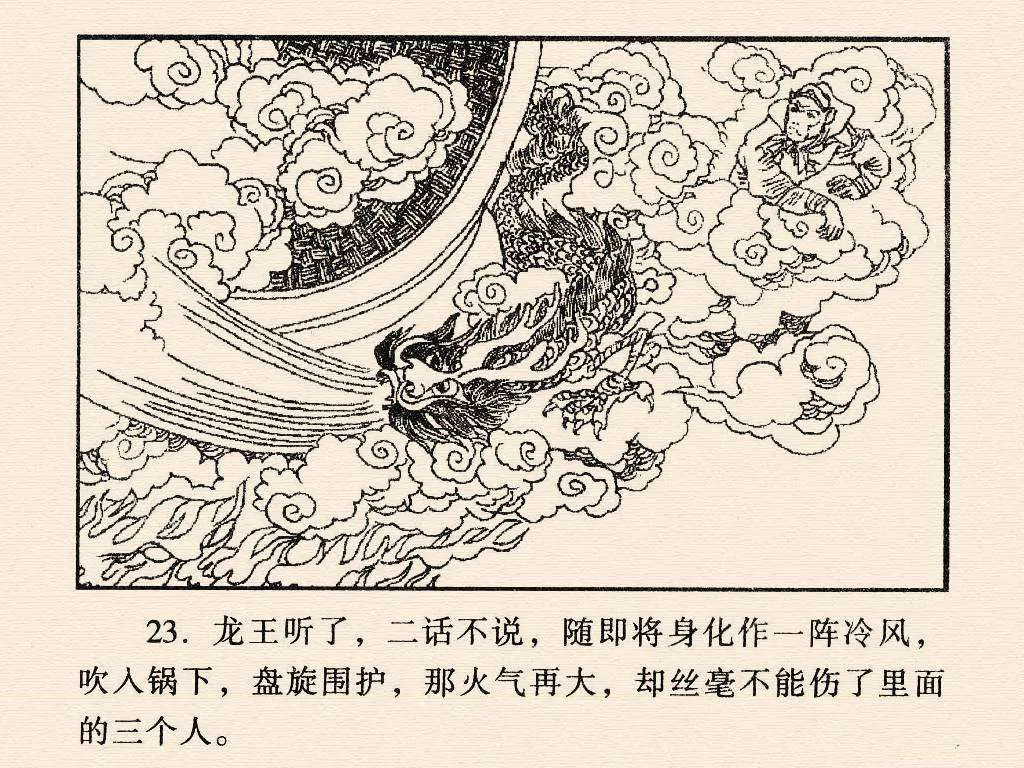 23. 龙王听了，二话不说，随即将身化作一阵冷风，
吹入锅下，盘旋围护，那火气再大，却丝毫不能伤了里面
的三个人。